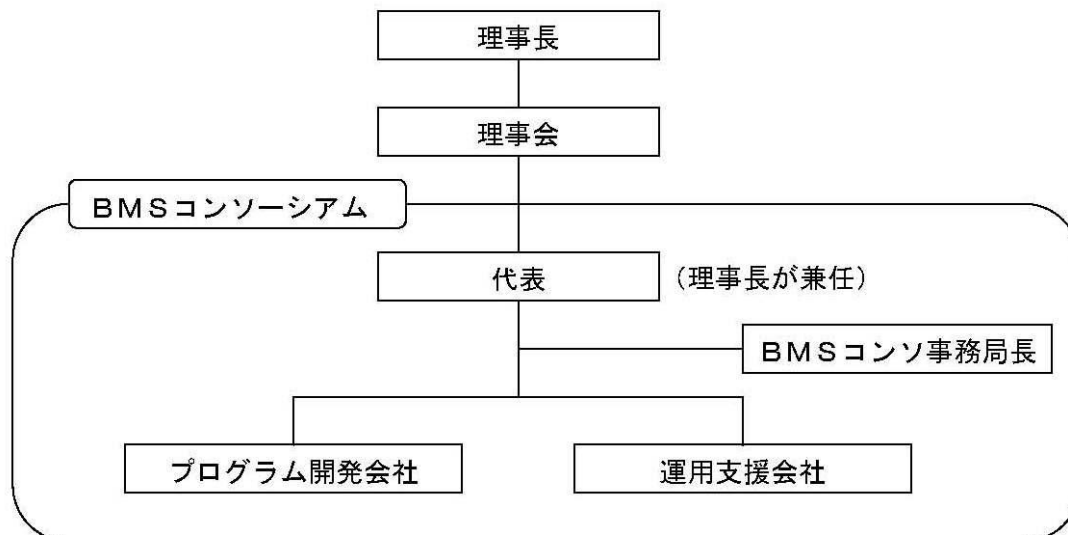 理事長
理事会
ＢＭＳコンソーシアム
代表
（理事長が兼任）
ＢＭＳコンソ事務局長
プログラム開発会社
運用支援会社